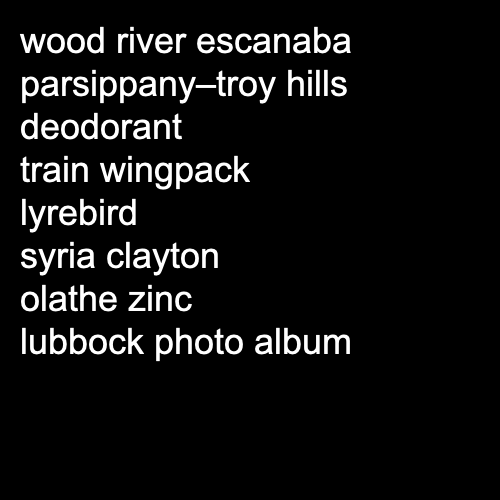 wood river escanaba
parsippany–troy hills
deodorant
train wingpack
lyrebird
syria clayton
olathe zinc
lubbock photo album